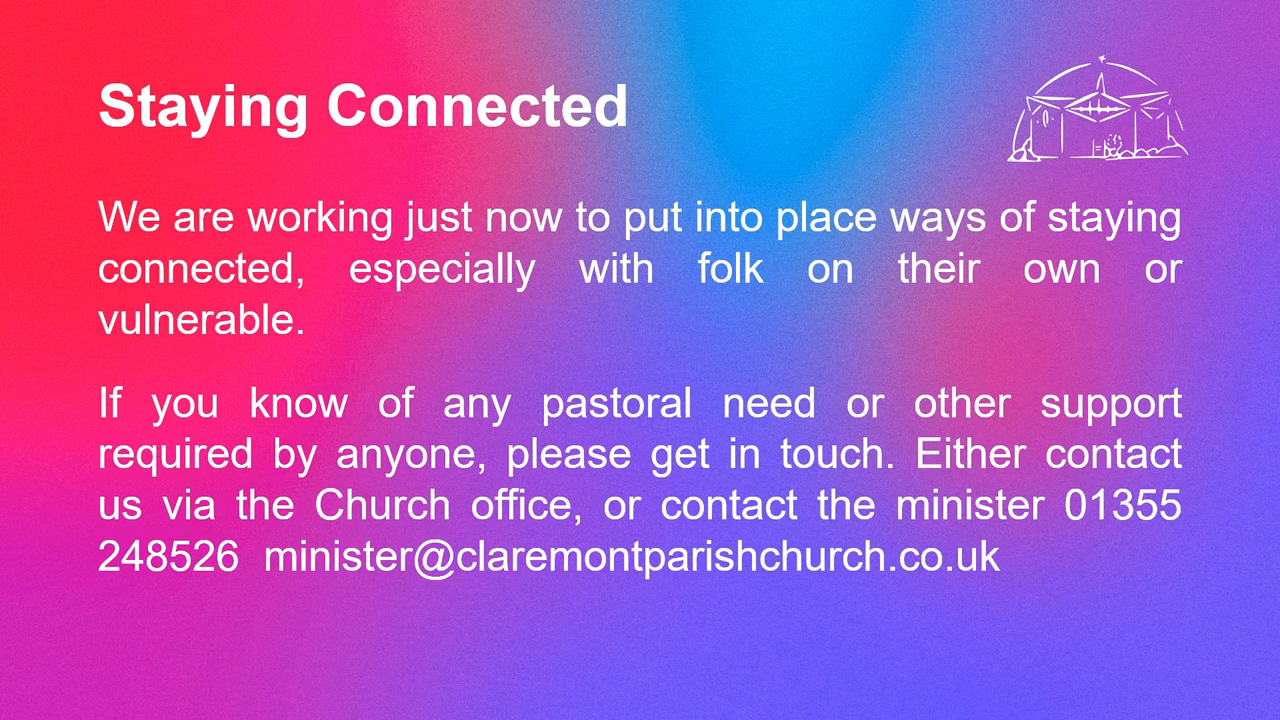 Staying Connected
We are working just now to put into place ways of staying
connected, especially with folk on their own or
vulnerable.
If you know of any pastoral need or other support
required by anyone, please get in touch. Either contact
us via the Church office, or contact the minister 01355
248526 minister@claremontparishchurch.co.uk